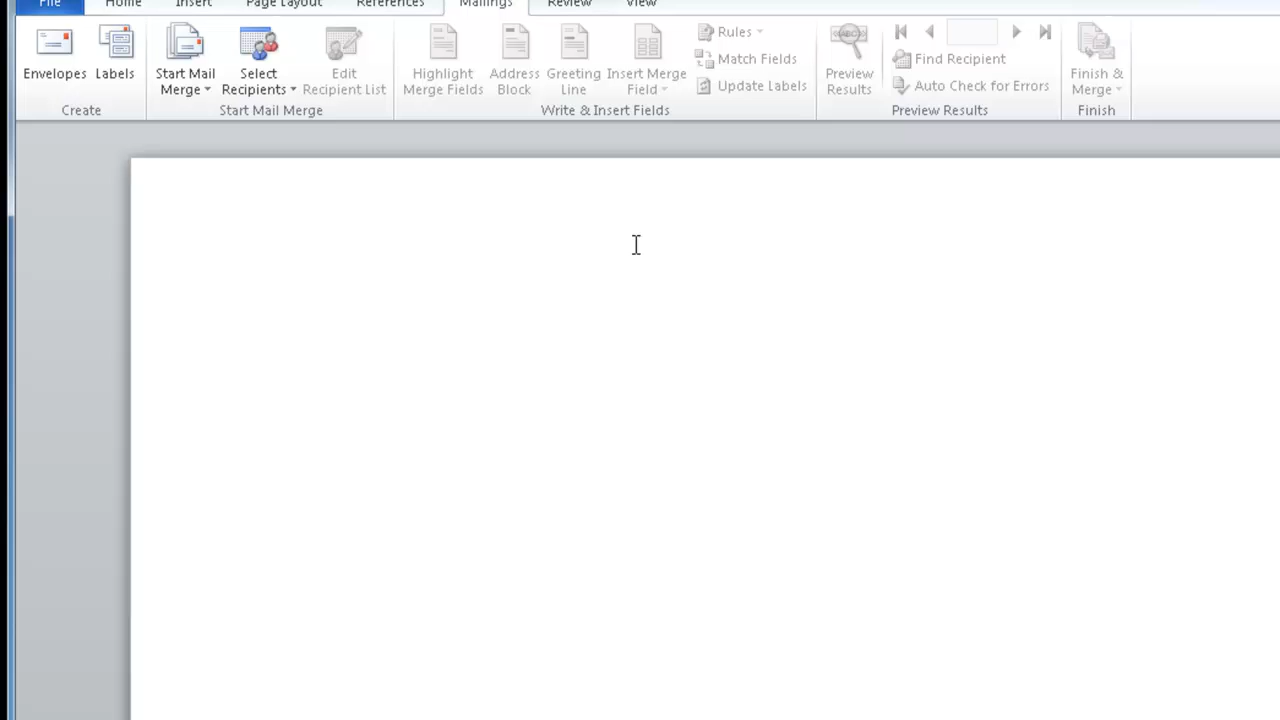 File Home Insert Page Layout References Mailings Review View
Envelopes Labels Start Mail Merge Select Recipients Edit Recipient List Highlight Merge Fields Address Block Greeting Line Insert Merge Field Rules Match Fields Update Labels Preview Results Find Recipient Auto Check for Errors Finish & Merge
Create Start Mail Merge Write & Insert Fields Preview Results Finish